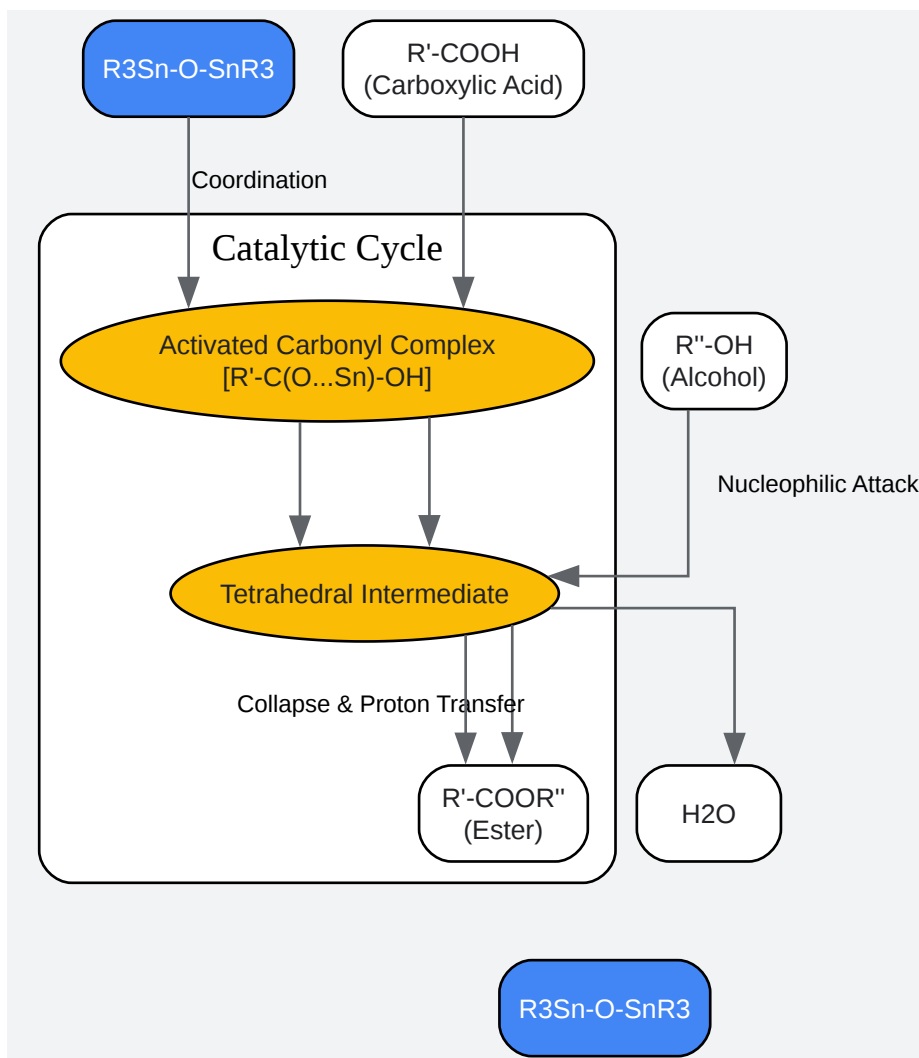 R3Sn-O-SnR3
R'-COOH
(Carboxylic Acid)
Coordination
Catalytic Cycle
Activated Carbonyl Complex
[R'-C(O...Sn)-OH]
R''-OH
(Alcohol)
Nucleophilic Attack
Tetrahedral Intermediate
Collapse & Proton Transfer
R'-COOR''
(Ester)
H2O
R3Sn-O-SnR3